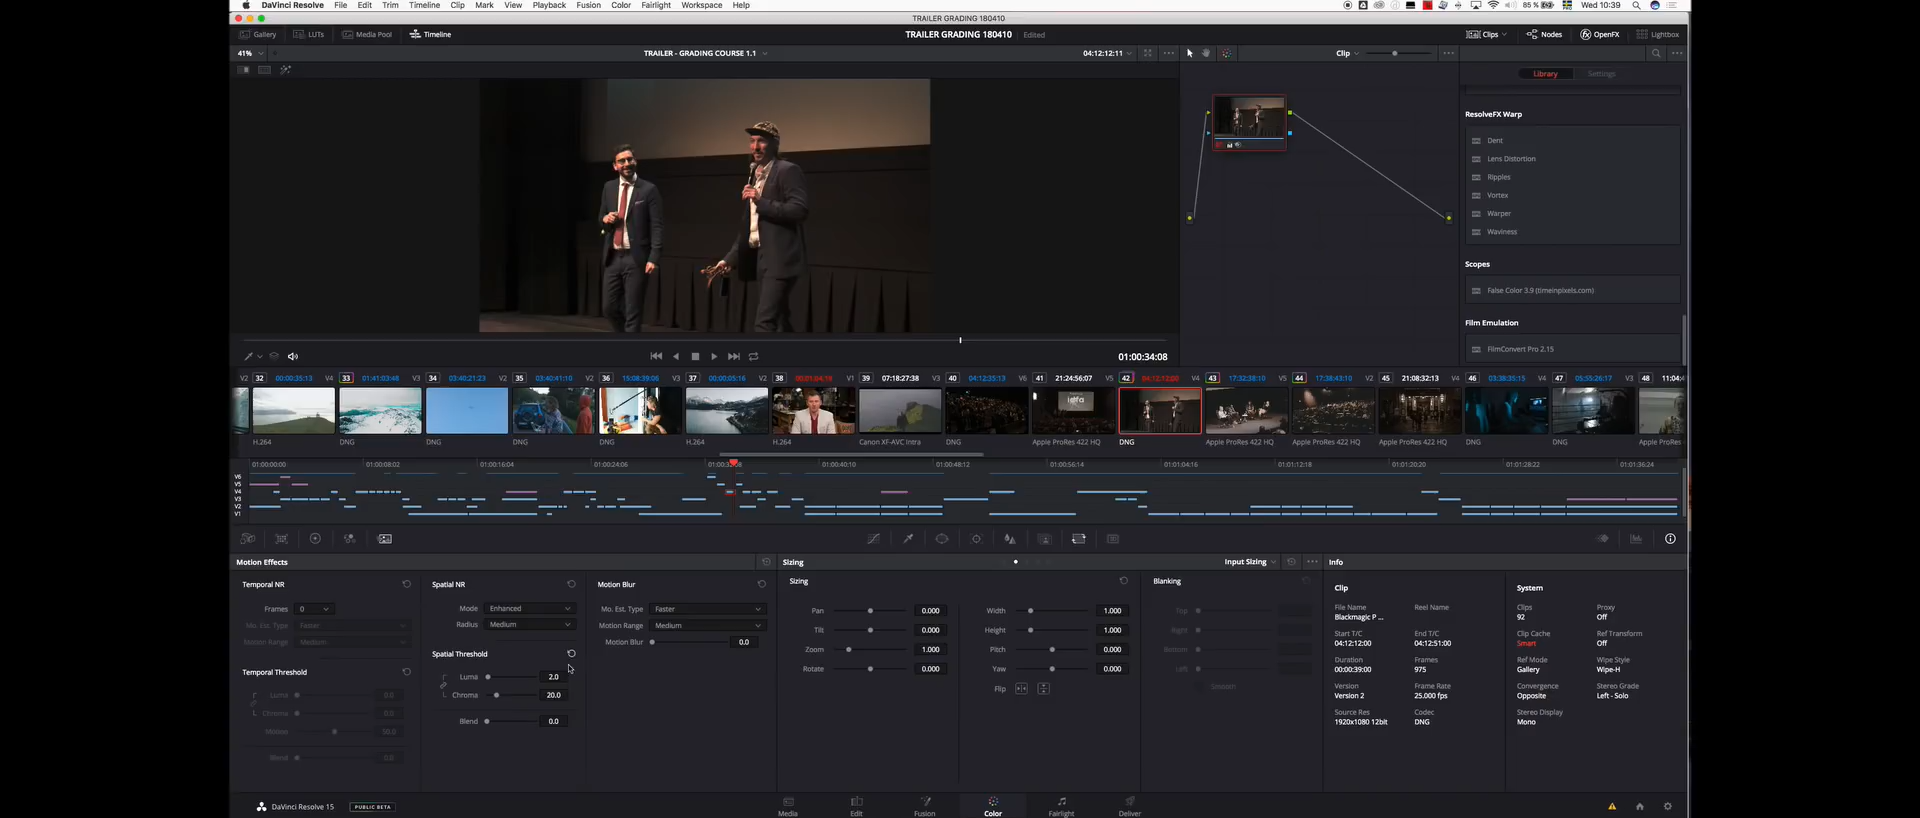 DaVinci Resolve File Edit Trim Timeline Clip Mark View Playback Fusion Color Fairlight Workspace Help 85 % Wed 10:39
TRAILER GRADING 180410
Gallery LUTs Media Pool Timeline TRAILER GRADING 180410 Edited Clips Nodes OpenFX Lightbox
41% TRAILER - GRADING COURSE 1.1 04:12:12:11 Clip
Library Settings
ResolveFX Warp
Dent
Lens Distortion
Ripples
Vortex
Warper
Waviness
Scopes
False Color 3.9 (timeinpixels.com)
Film Emulation
FilmConvert Pro 2.15
01:00:34:08
V2 32 00:00:35:13 V4 33 01:41:03:48 V8 34 03:40:21:23 V2 35 03:40:41:10 V2 36 15:08:39:06 V3 37 00:00:05:16 V2 38 V1 39 07:18:27:38 V3 40 04:12:35:13 V6 41 21:24:56:07 V5 42 04:12:12:00 V4 43 17:32:38:10 V5 44 17:38:43:10 V2 45 21:08:32:13 V4 46 03:38:35:15 V4 47 05:55:26:17 V3 48 11:04:4
H.264 DNG DNG DNG DNG H.264 H.264 Canon XF-AVC Intra DNG Apple ProRes 422 HQ DNG Apple ProRes 422 HQ Apple ProRes 422 HQ Apple ProRes 422 HQ DNG DNG Apple ProRes 422 HQ
01:00:00:00 01:00:08:02 01:00:16:04 01:00:24:06 01:00:32:08 01:00:40:10 01:00:48:12 01:00:56:14 01:01:04:16 01:01:12:18 01:01:20:20 01:01:28:22 01:01:36:24
V6
V5
V4
V3
V2
V1
Motion Effects Sizing Input Sizing Info
Temporal NR Spatial NR Motion Blur Sizing Blanking
Clip System
Frames 0 Mode Enhanced Mo. Est. Type Faster Pan 0.000 Width 1.000 Top
File Name Reel Name Clips Proxy
Blackmagic P ... 92 Off
Mo. Est. Type Faster Radius Medium Motion Range Medium Tilt 0.000 Height 1.000 Right
Start T/C End T/C Clip Cache Ref Transform
04:12:12:00 04:12:51:00 Smart Off
Motion Range Medium Motion Blur 0.0 Zoom 1.000 Pitch 0.000 Bottom
Spatial Threshold
Duration Frames Ref Mode Wipe Style
00:00:39:00 975 Gallery Wipe-H
Temporal Threshold Rotate 0.000 Yaw 0.000 Left
Luma 2.0
Flip Smooth
Version Frame Rate Convergence Stereo Grade
Version 2 25.000 fps Opposite Left - Solo
Luma 0.0 Chroma 20.0
Chroma 0.0
Source Res Codec Stereo Display
1920x1080 12bit DNG Mono
Blend 0.0
Motion 50.0
Blend 0.0
DaVinci Resolve 15 PUBLIC BETA Media Edit Fusion Color Fairlight Deliver